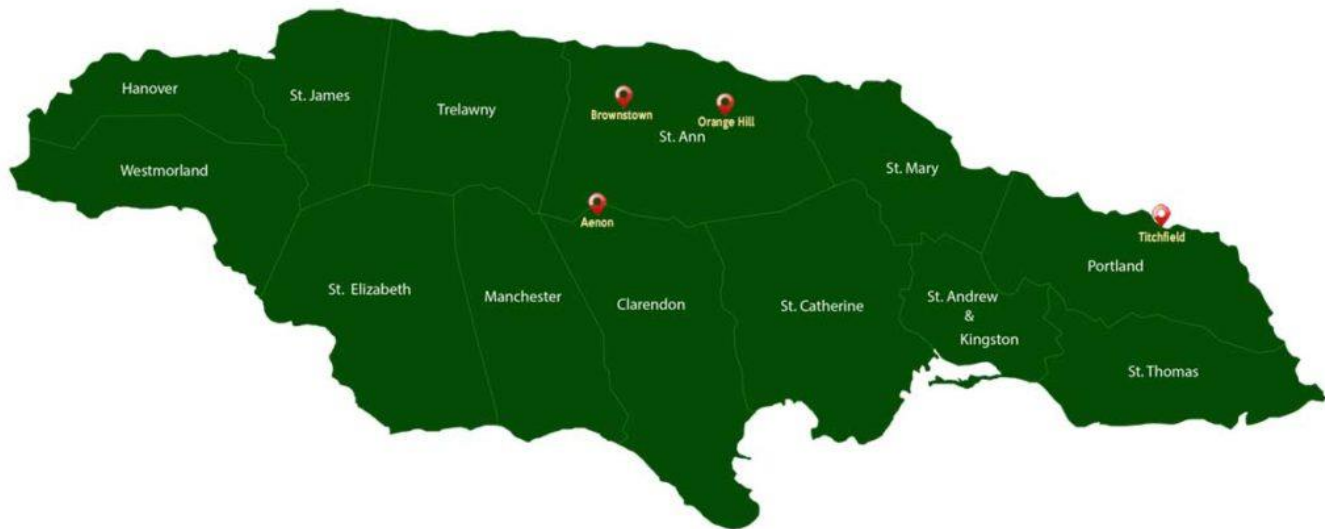 Hanover
St. James
Trelawny
Brownstown
Orange Hill
St. Ann
Westmorland
St. Mary
Aenon
Titchfield
Portland
St. Elizabeth
Manchester
Clarendon
St. Catherine
St. Andrew
&
Kingston
St. Thomas